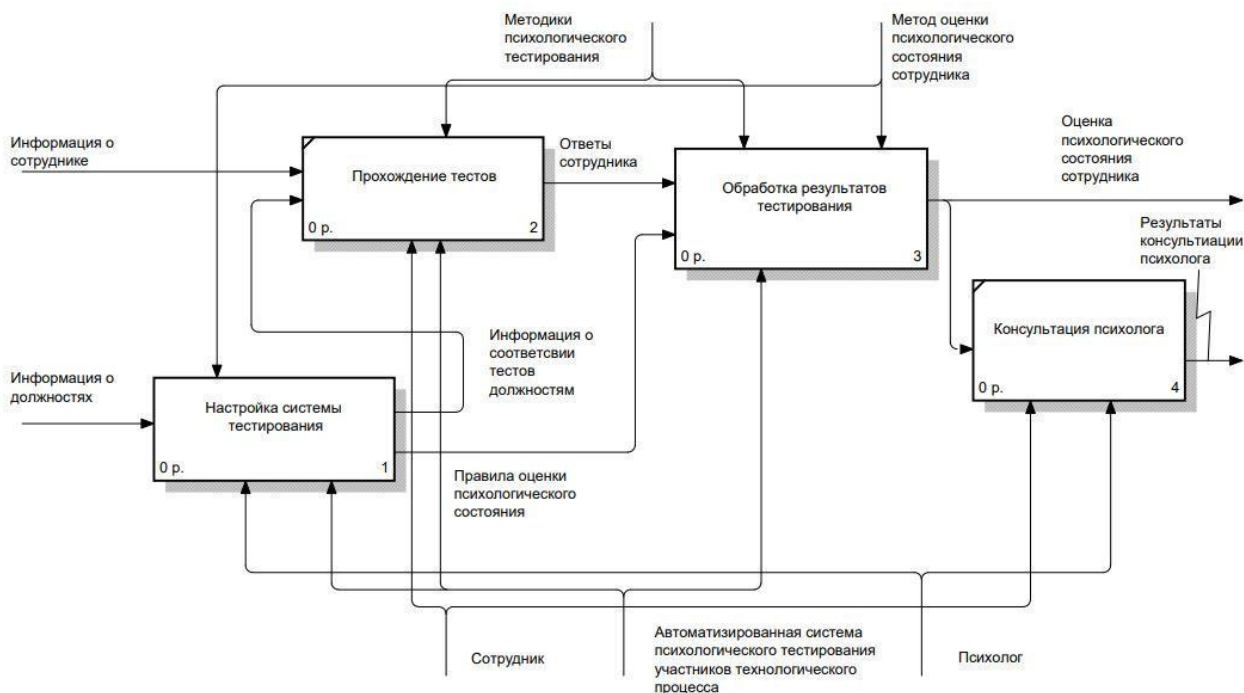 Методики
психологического
тестирования
Метод оценки
психологического
состояния
сотрудника
Информация о
сотруднике
Прохождение тестов
0 р.
2
Ответы
сотрудника
Обработка результатов
тестирования
0 р.
3
Оценка
психологического
состояния
сотрудника
Результаты
консультиации
психолога
Консультация психолога
0 р.
4
Информация о
соответсвии
тестов
должностям
Информация о
должностях
Настройка системы
тестирования
0 р.
1
Правила оценки
психологического
состояния
Сотрудник
Автоматизированная система
психологического тестирования
участников технологического
процесса
Психолог